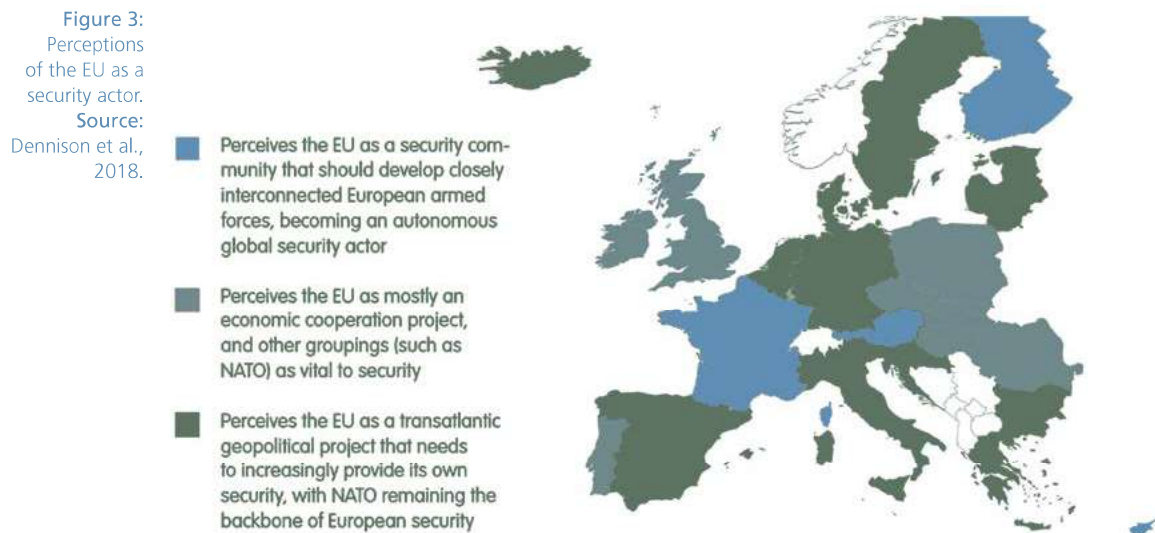 Figure 3:
Perceptions
of the EU as a
security actor.
Source:
Dennison et al.,
2018.
Perceives the EU as a security com-
munity that should develop closely
interconnected European armed
forces, becoming an autonomous
global security actor
Perceives the EU as mostly an
economic cooperation project,
and other groupings (such as
NATO) as vital to security
Perceives the EU as a transatlantic
geopolitical project that needs
to increasingly provide its own
security, with NATO remaining the
backbone of European security